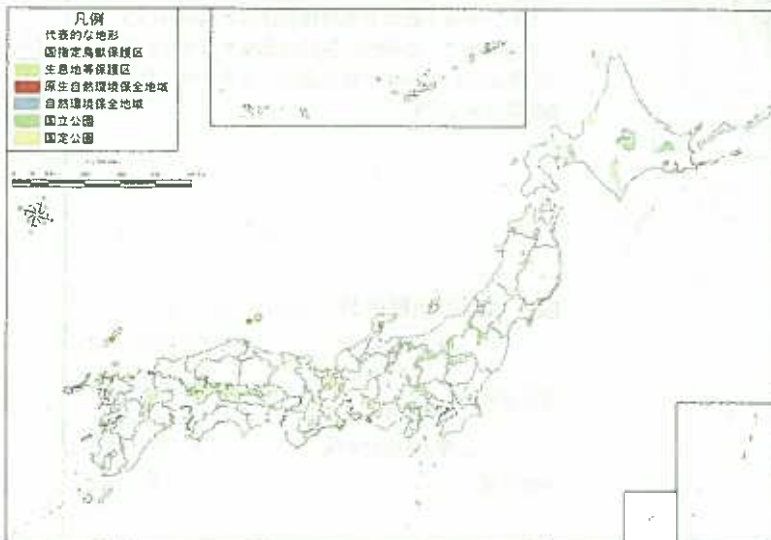 凡例
代表的な地形
国指定鳥獣保護区
生息地等保護区
原生自然環境保全地域
自然環境保全地域
国立公園
国定公園